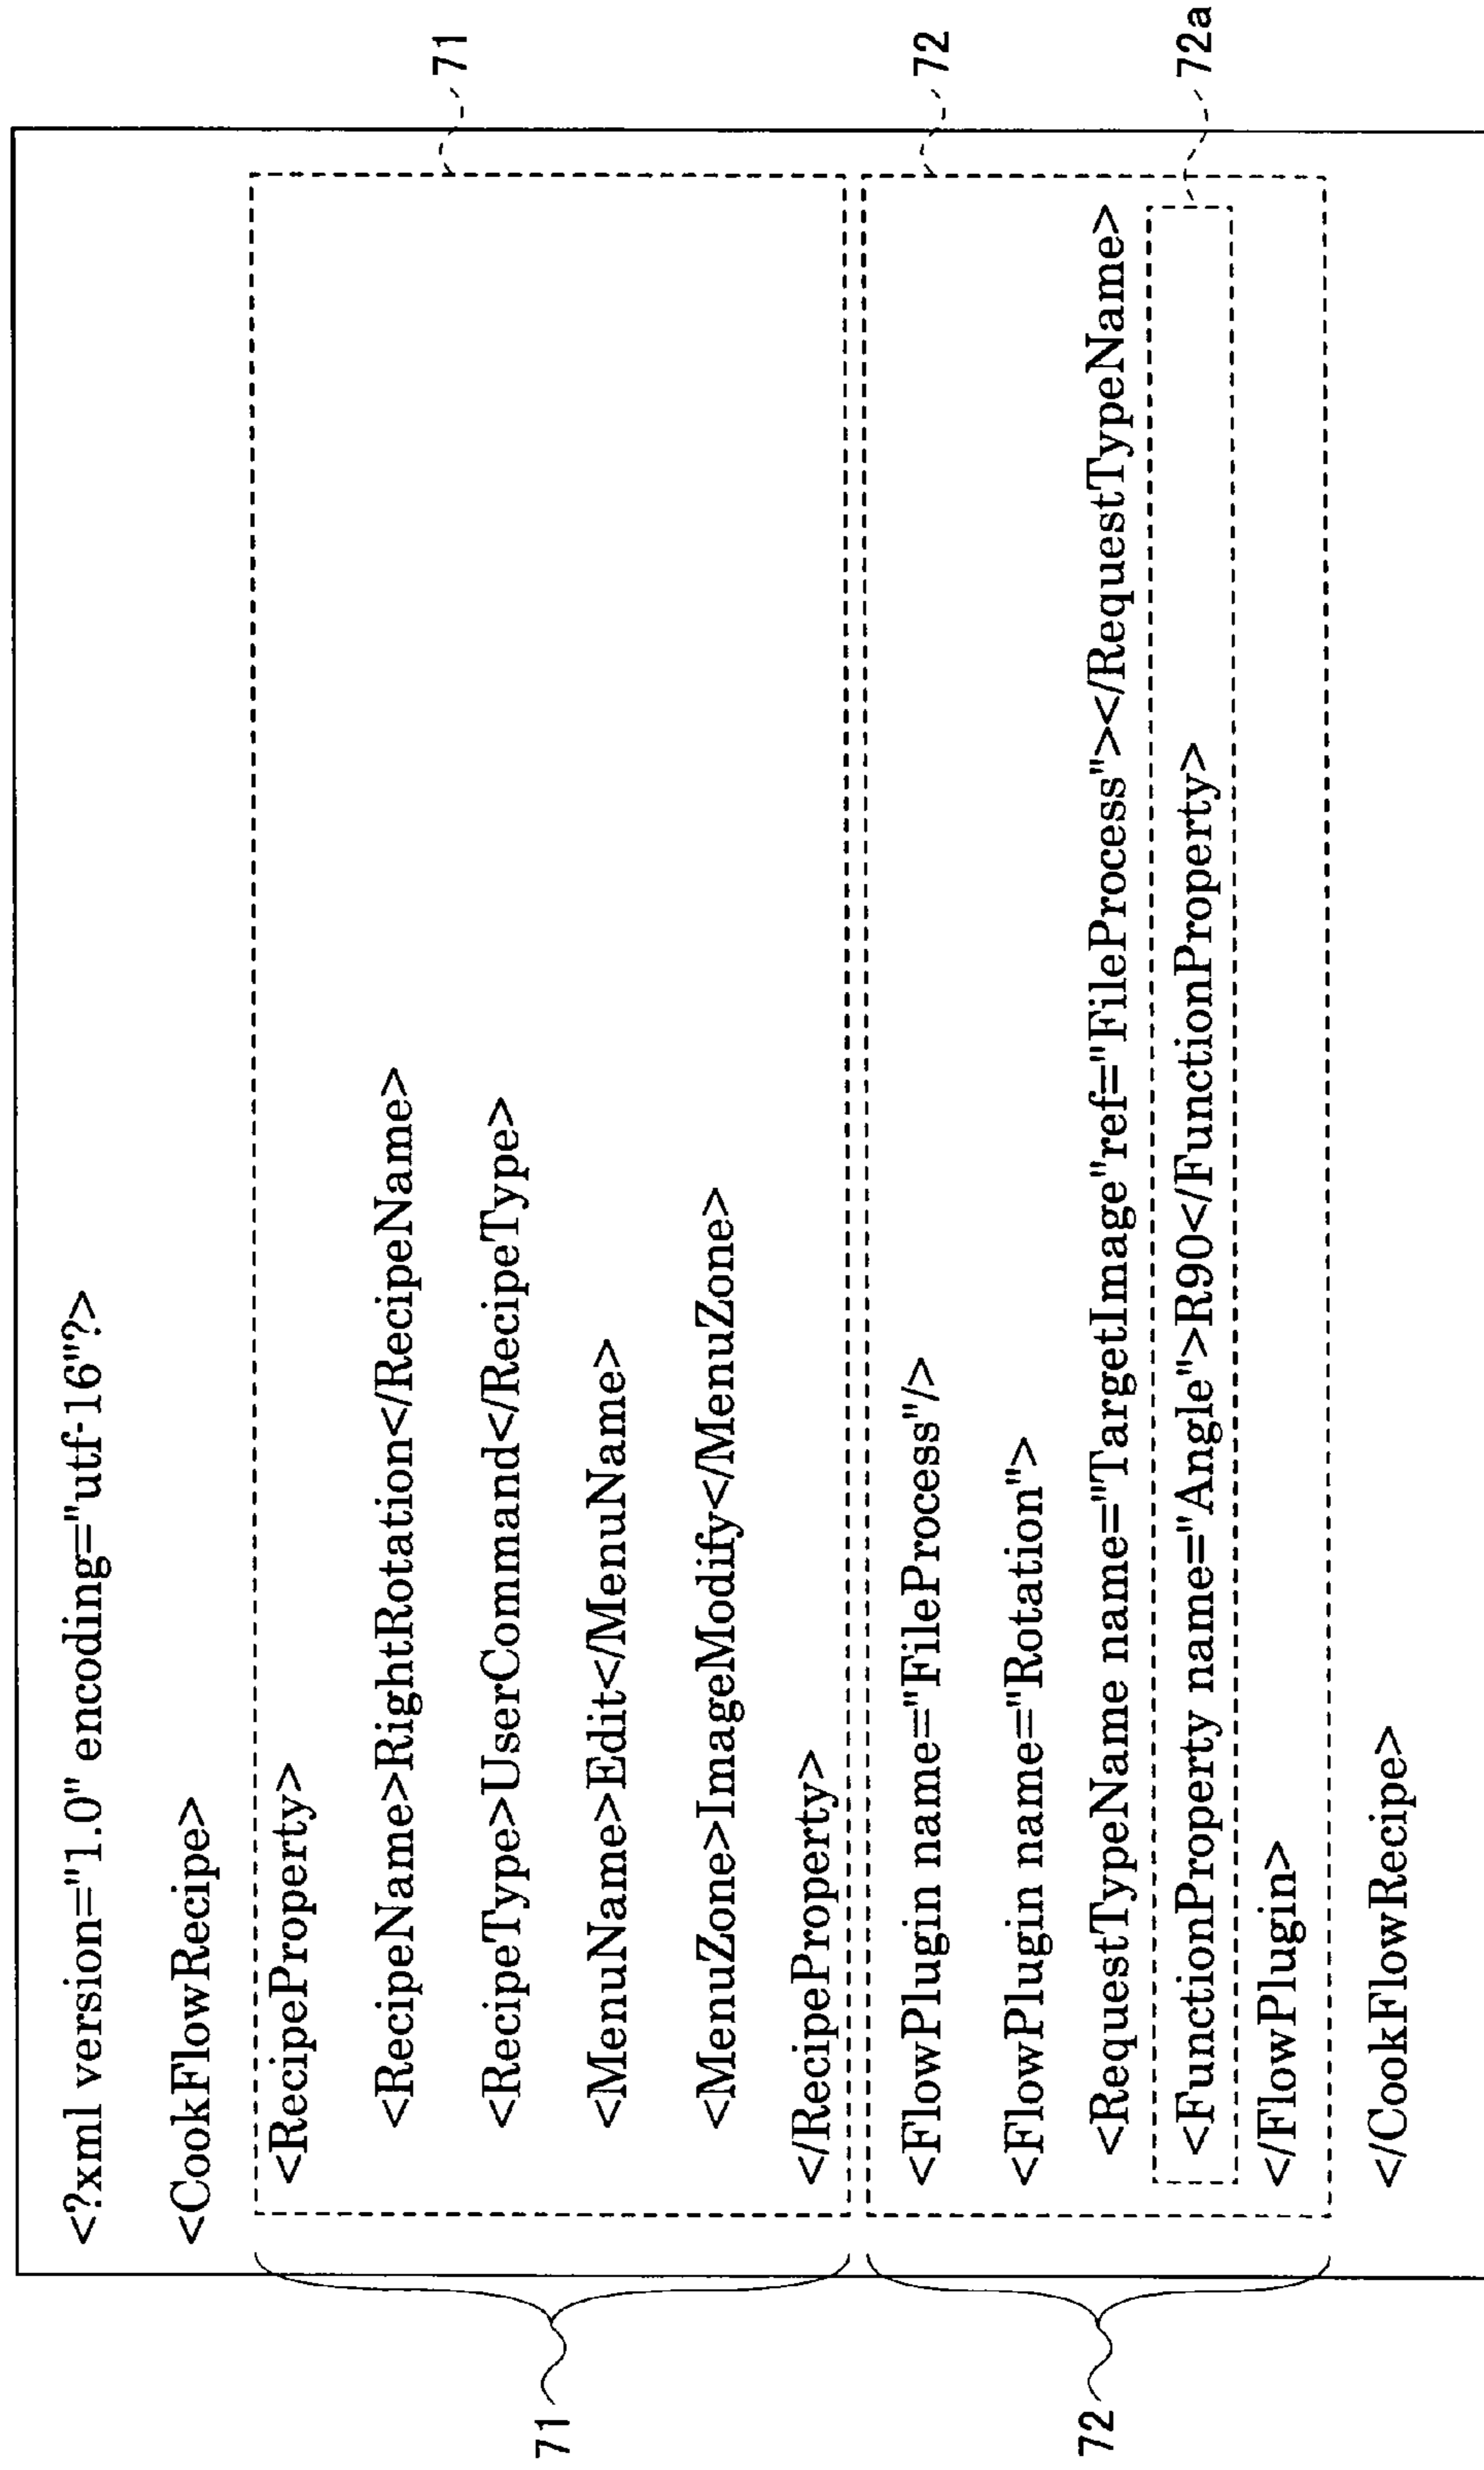 <?xml version="1.0" encoding="utf-16"?>
<CookFlowRecipe>
<RecipeProperty>
<RecipeName>RightRotation</RecipeName>
<RecipeType>UserCommand</RecipeType>
<MenuName>Edit</MenuName>
<MenuZone>ImageModify</MenuZone>
</RecipeProperty>
<FlowPlugin name="FileProcess"/>
<FlowPlugin name="Rotation">
<RequestTypeName name="TargetImage"ref="FileProcess"></RequestTypeName>
<FunctionProperty name="Angle">R90</FunctionProperty>
</FlowPlugin>
</CookFlowRecipe>
71
72
71
72
72a